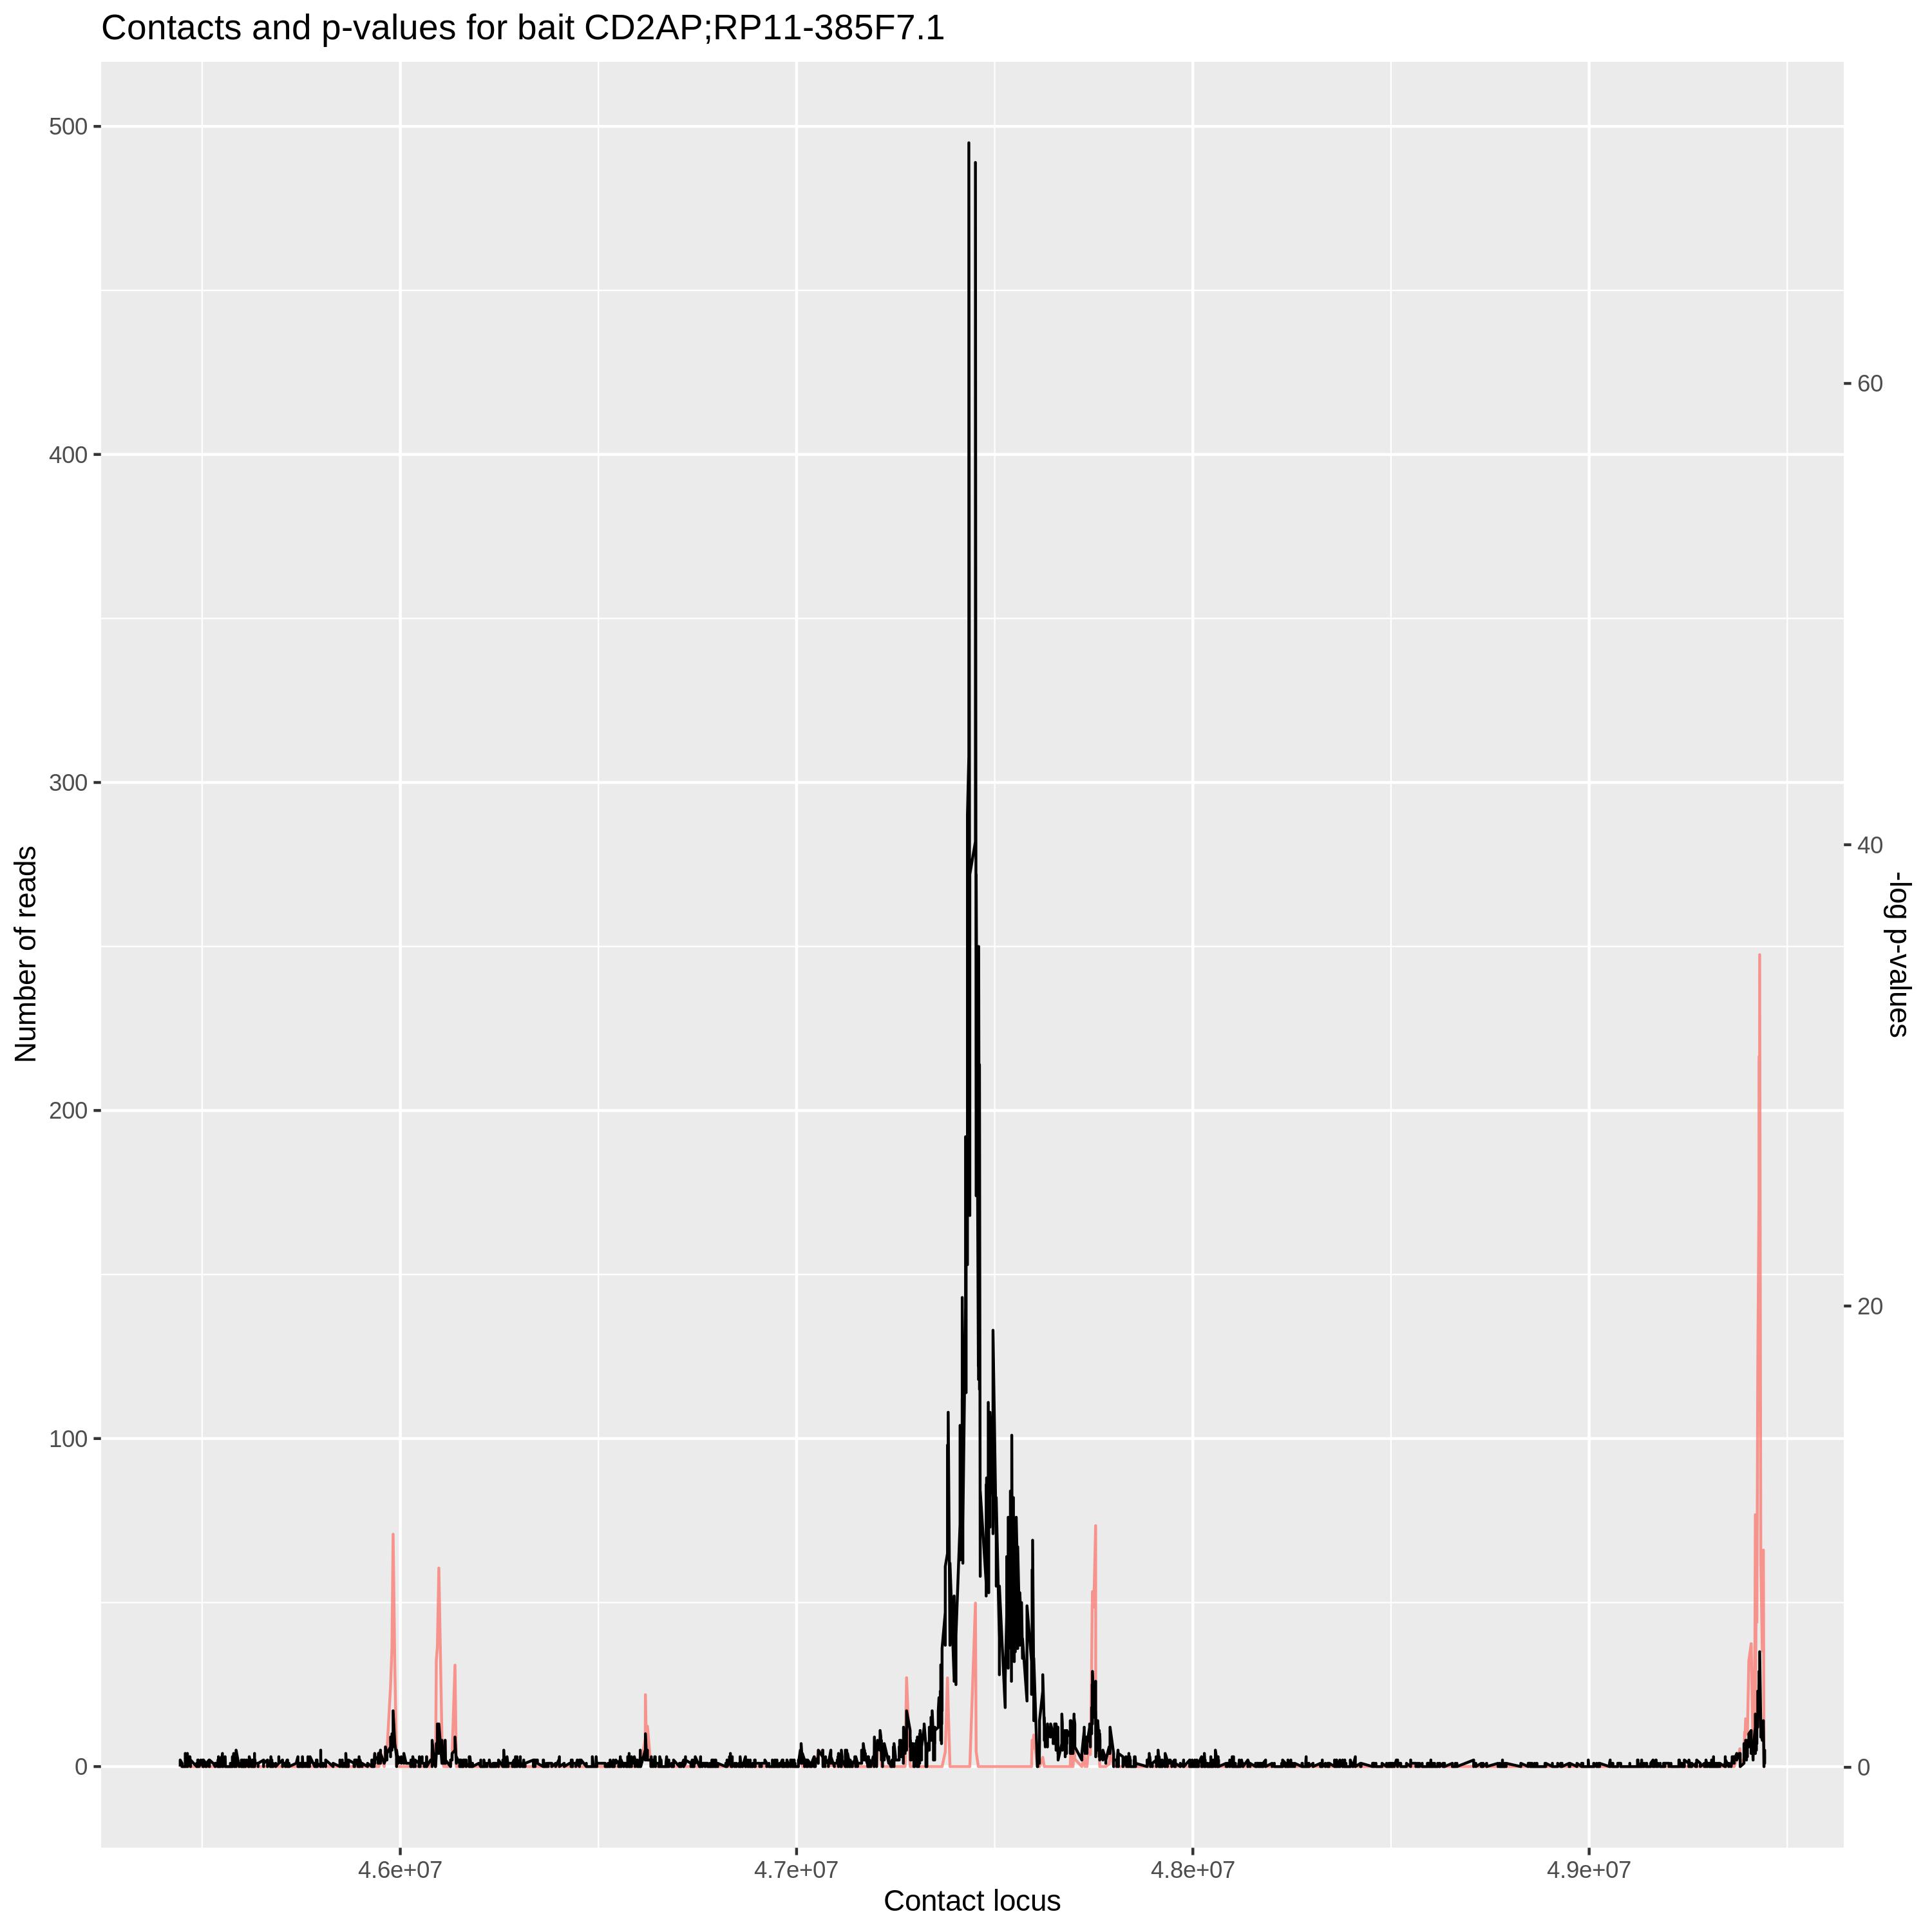 Contacts and p-values for bait CD2AP;RP11-385F7.1
500
400
300
200
100
0
Number of reads
60
40
20
0
-log p-values
4.6e+07
4.7e+07
4.8e+07
4.9e+07
Contact locus